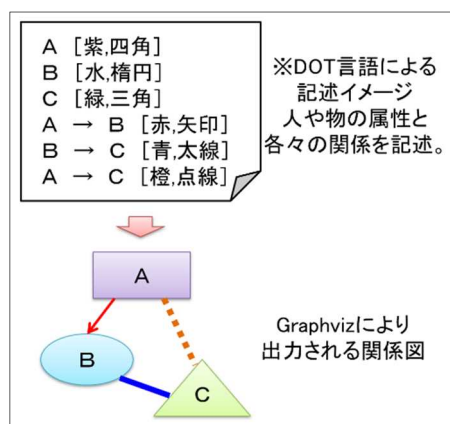 A [紫,四角]
B [水,楕円]
C [緑,三角]
A → B [赤,矢印]
B → C [青,太線]
A → C [橙,点線]
※DOT言語による
記述イメージ
人や物の属性と
各々の関係を記述。
A
B
C
Graphvizにより
出力される関係図